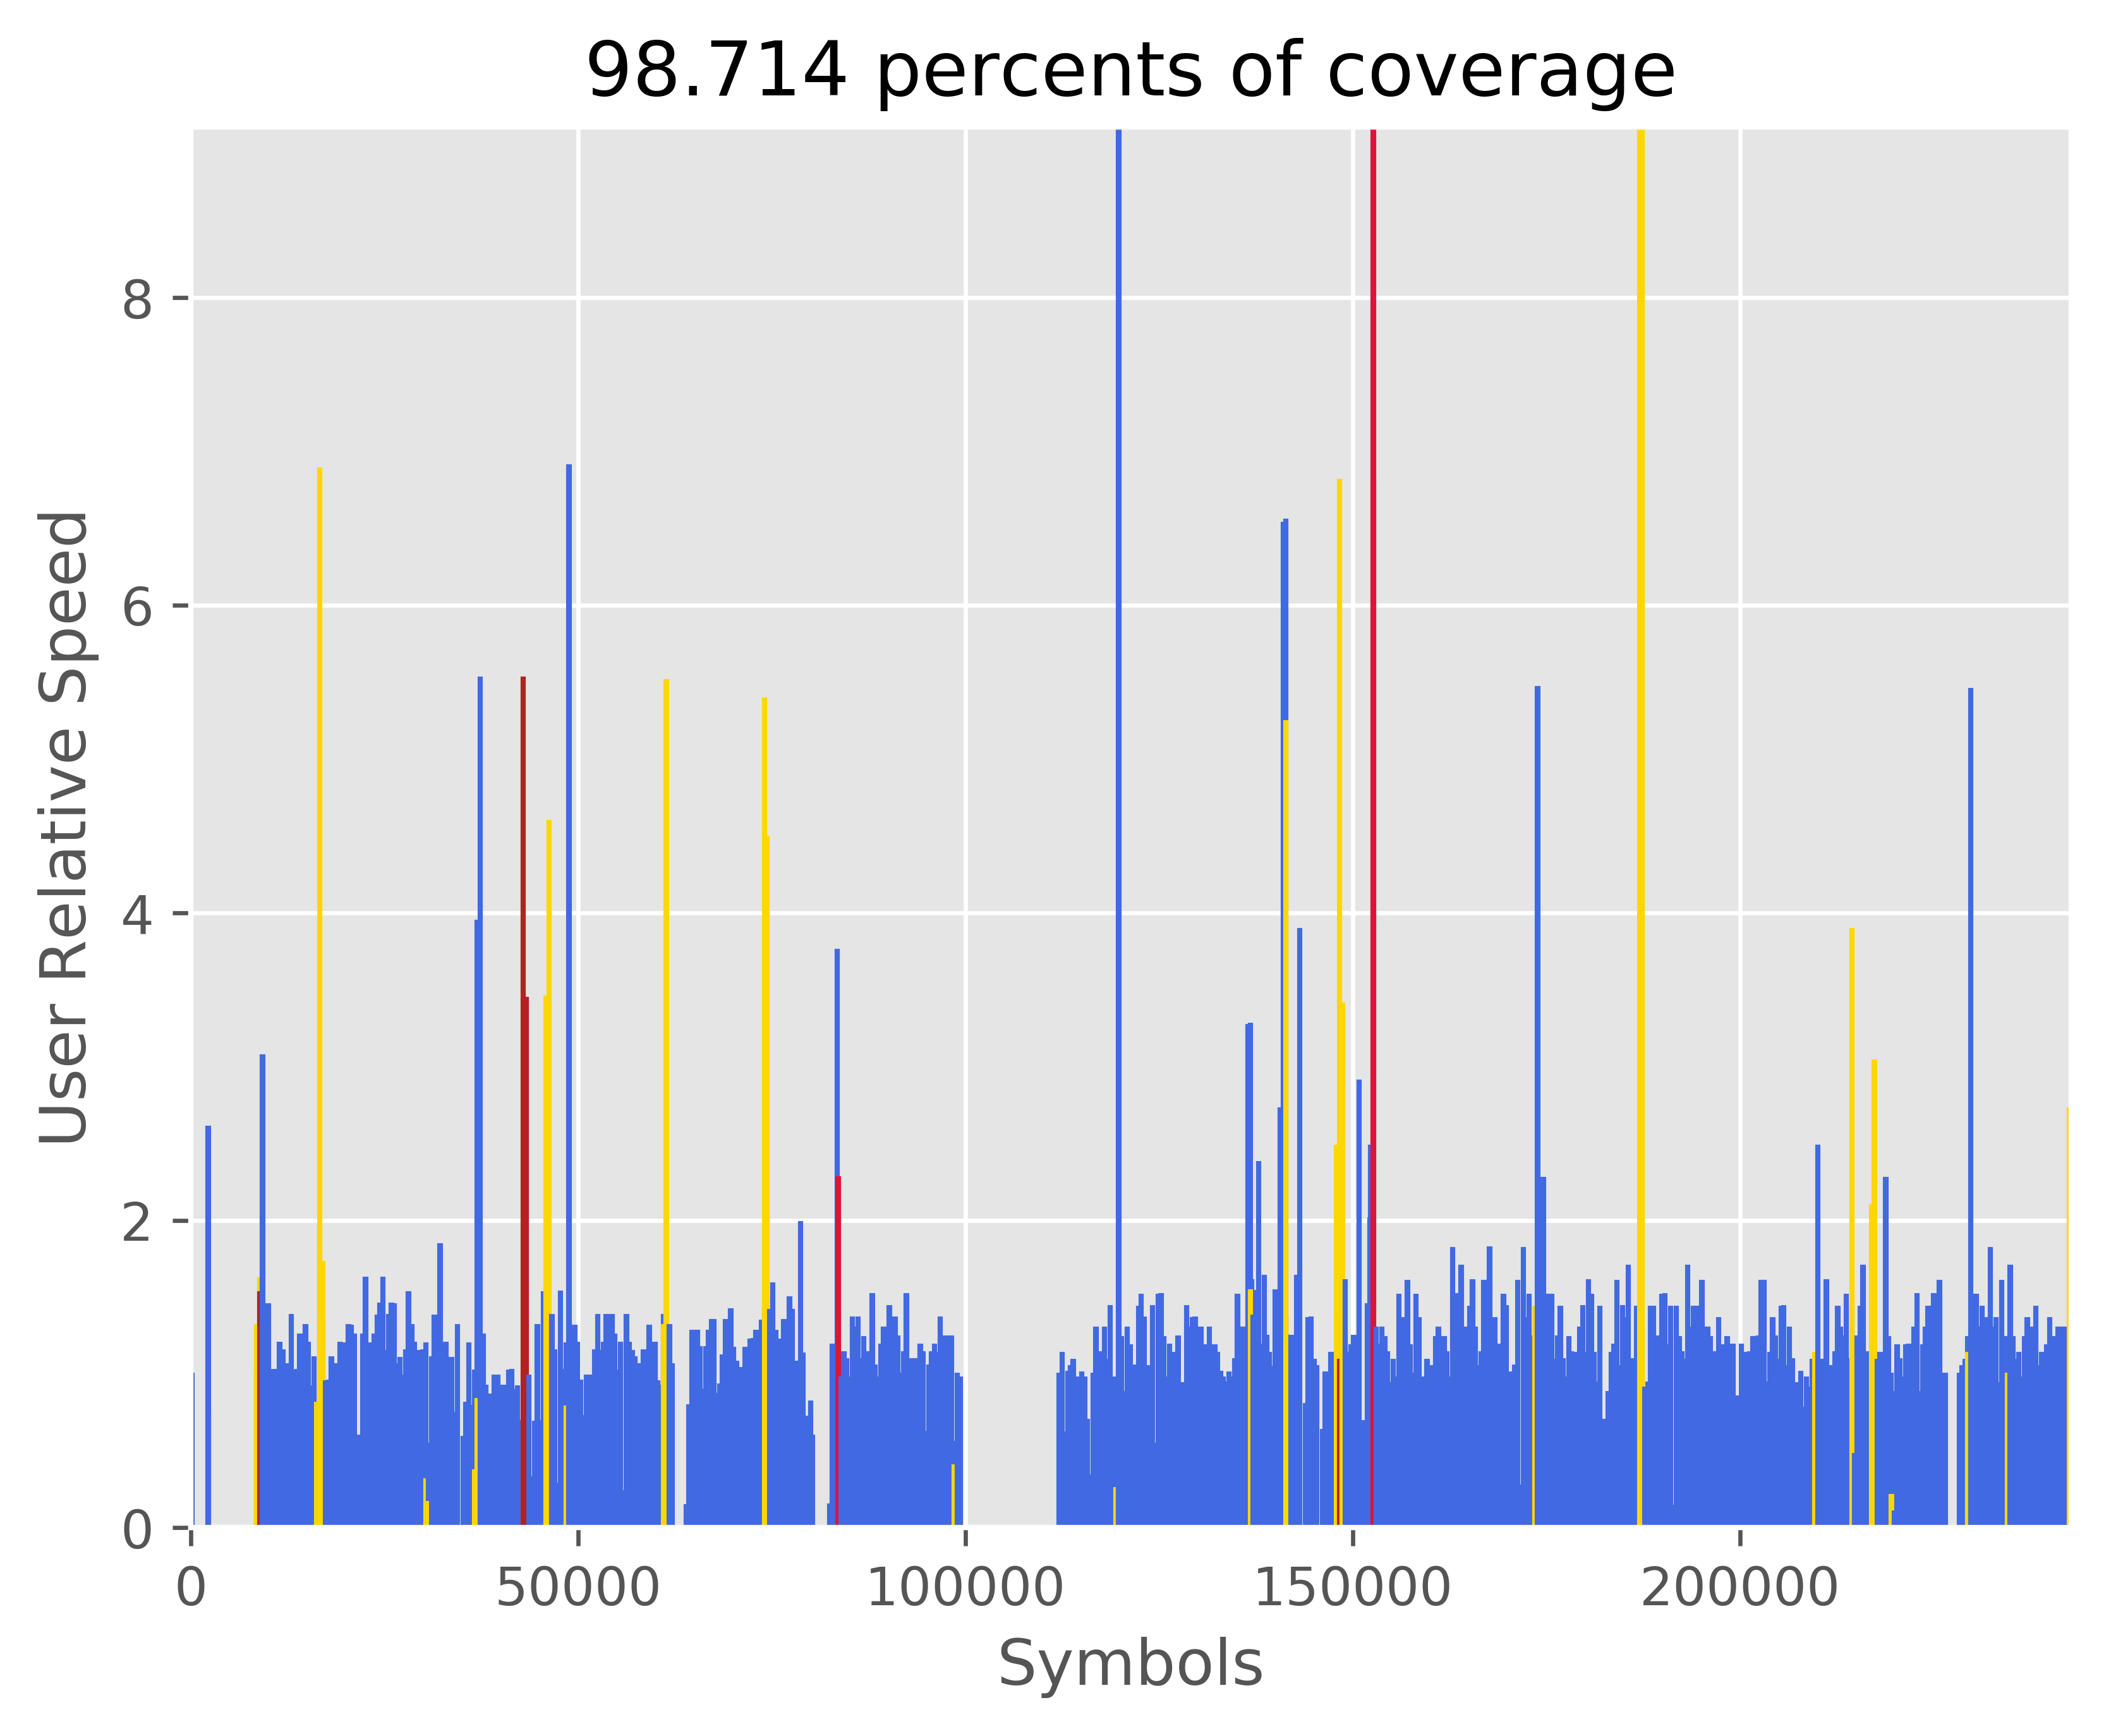 98.714 percents of coverage
User Relative Speed
8
6
4
2
0
0 50000 100000 150000 200000
Symbols